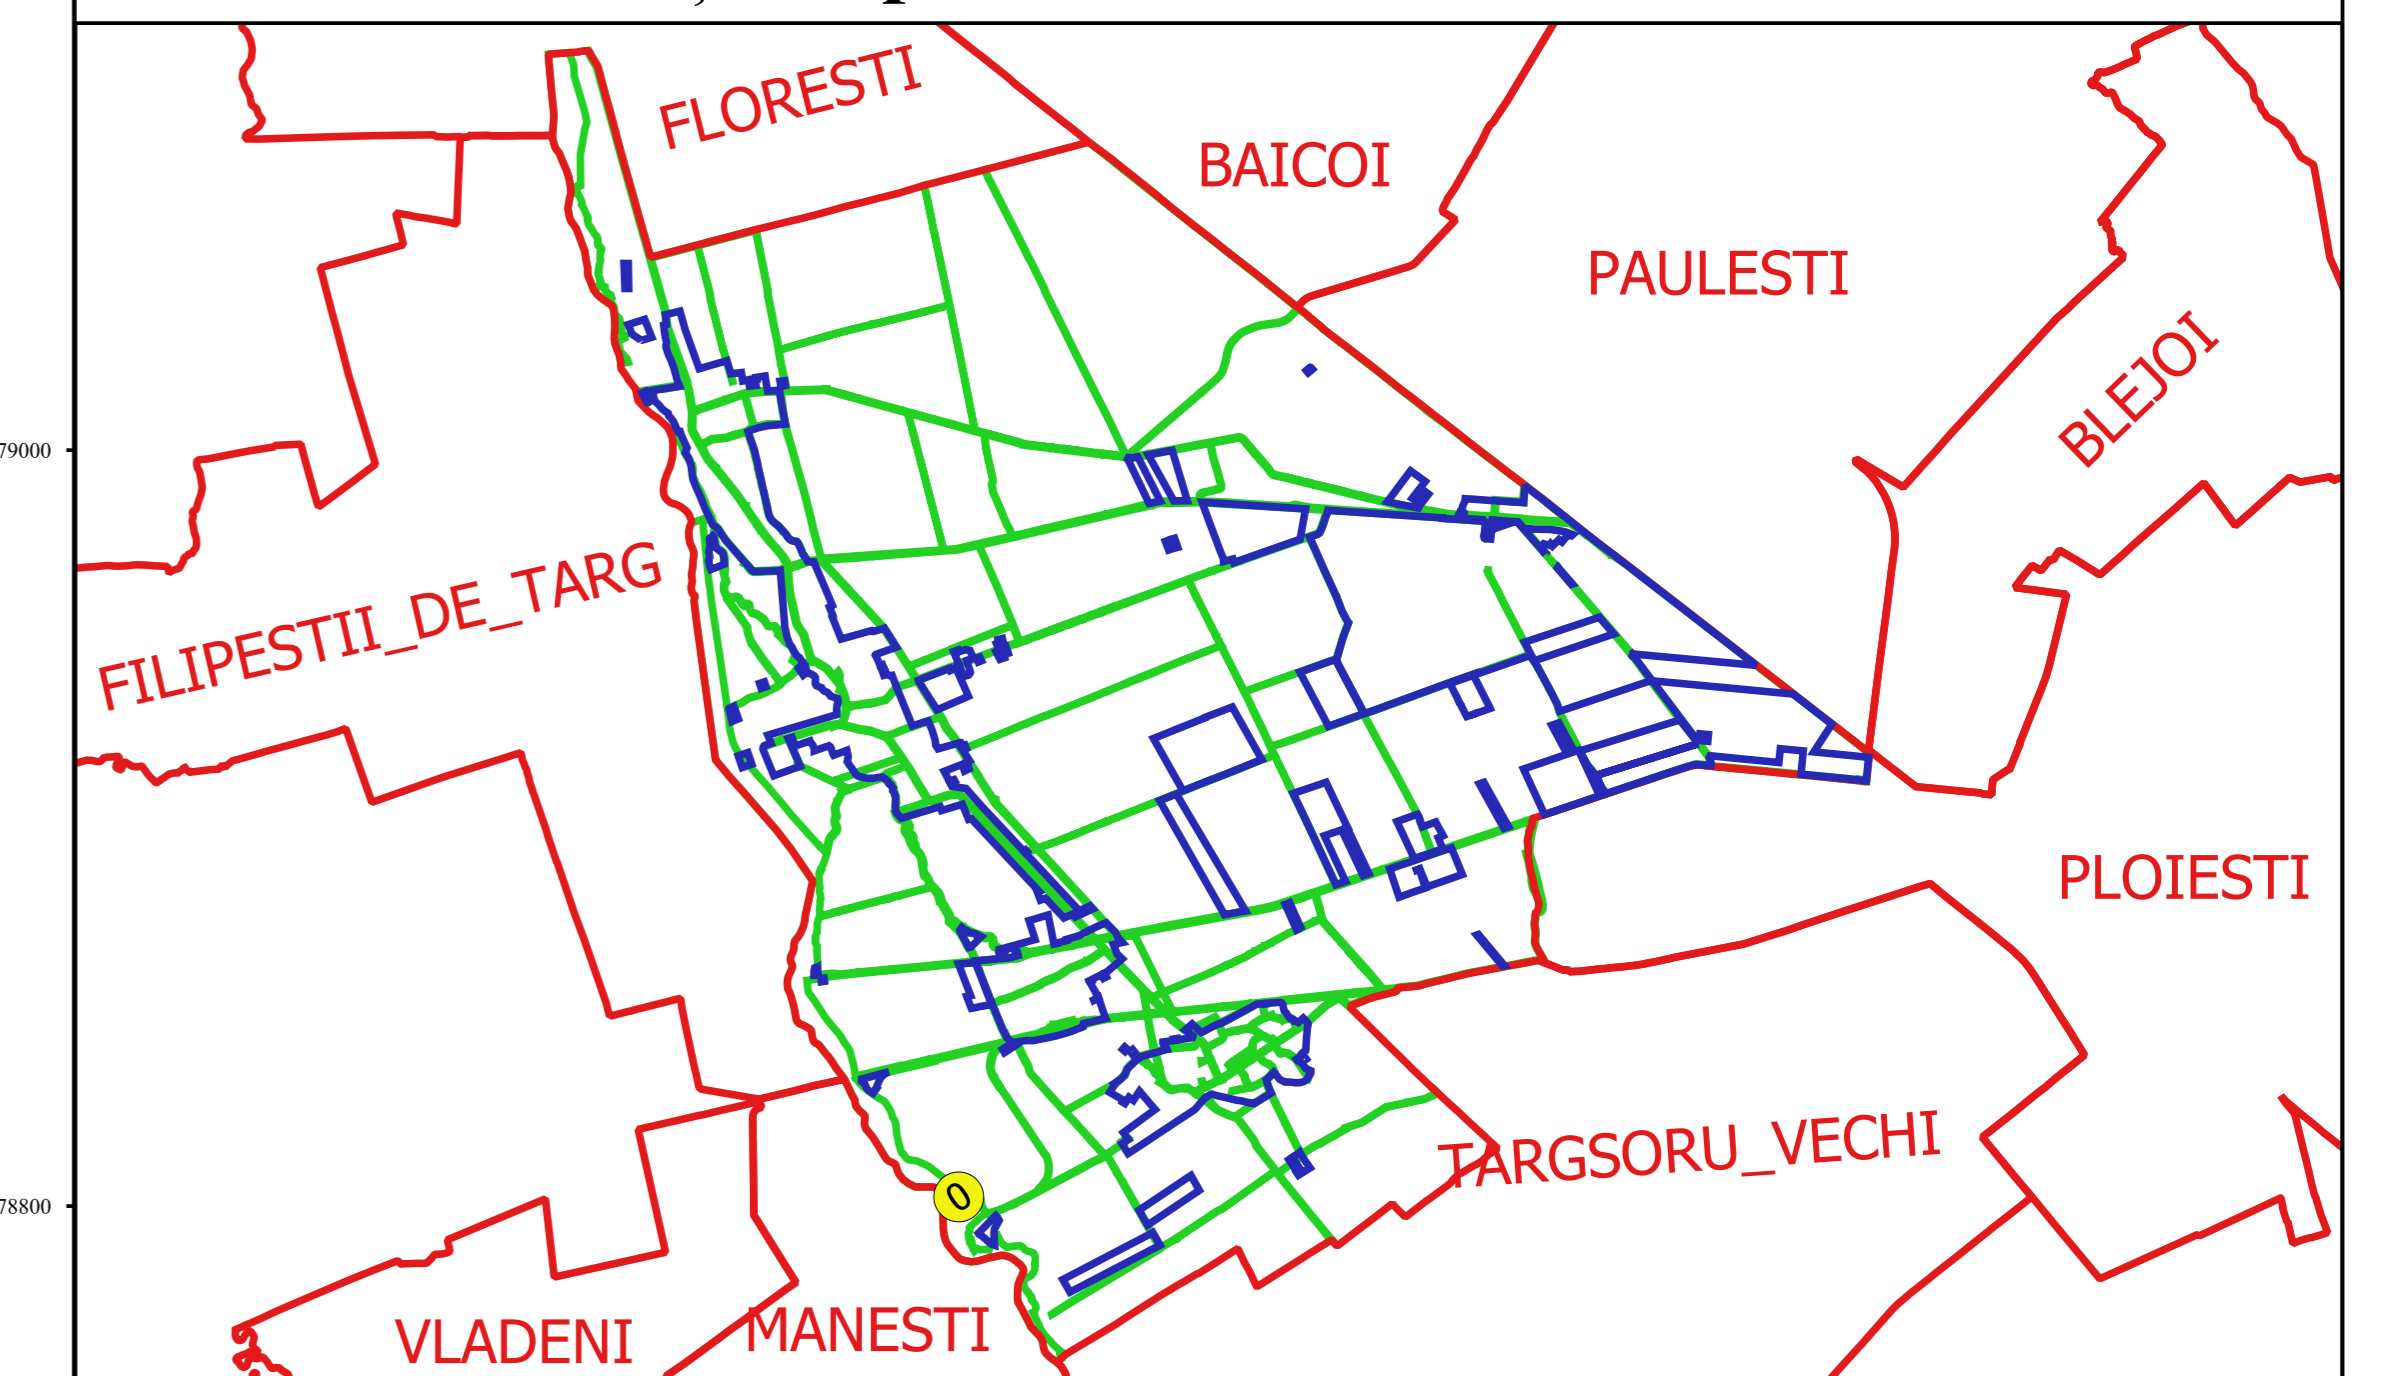 FLORESTI
BAICOI
PAULESTI
BLEJOI
79000
FILIPESTII_DE_TARG
PLOIESTI
TARGSORU_VECHI
0
78800
VLADENI
MANESTI